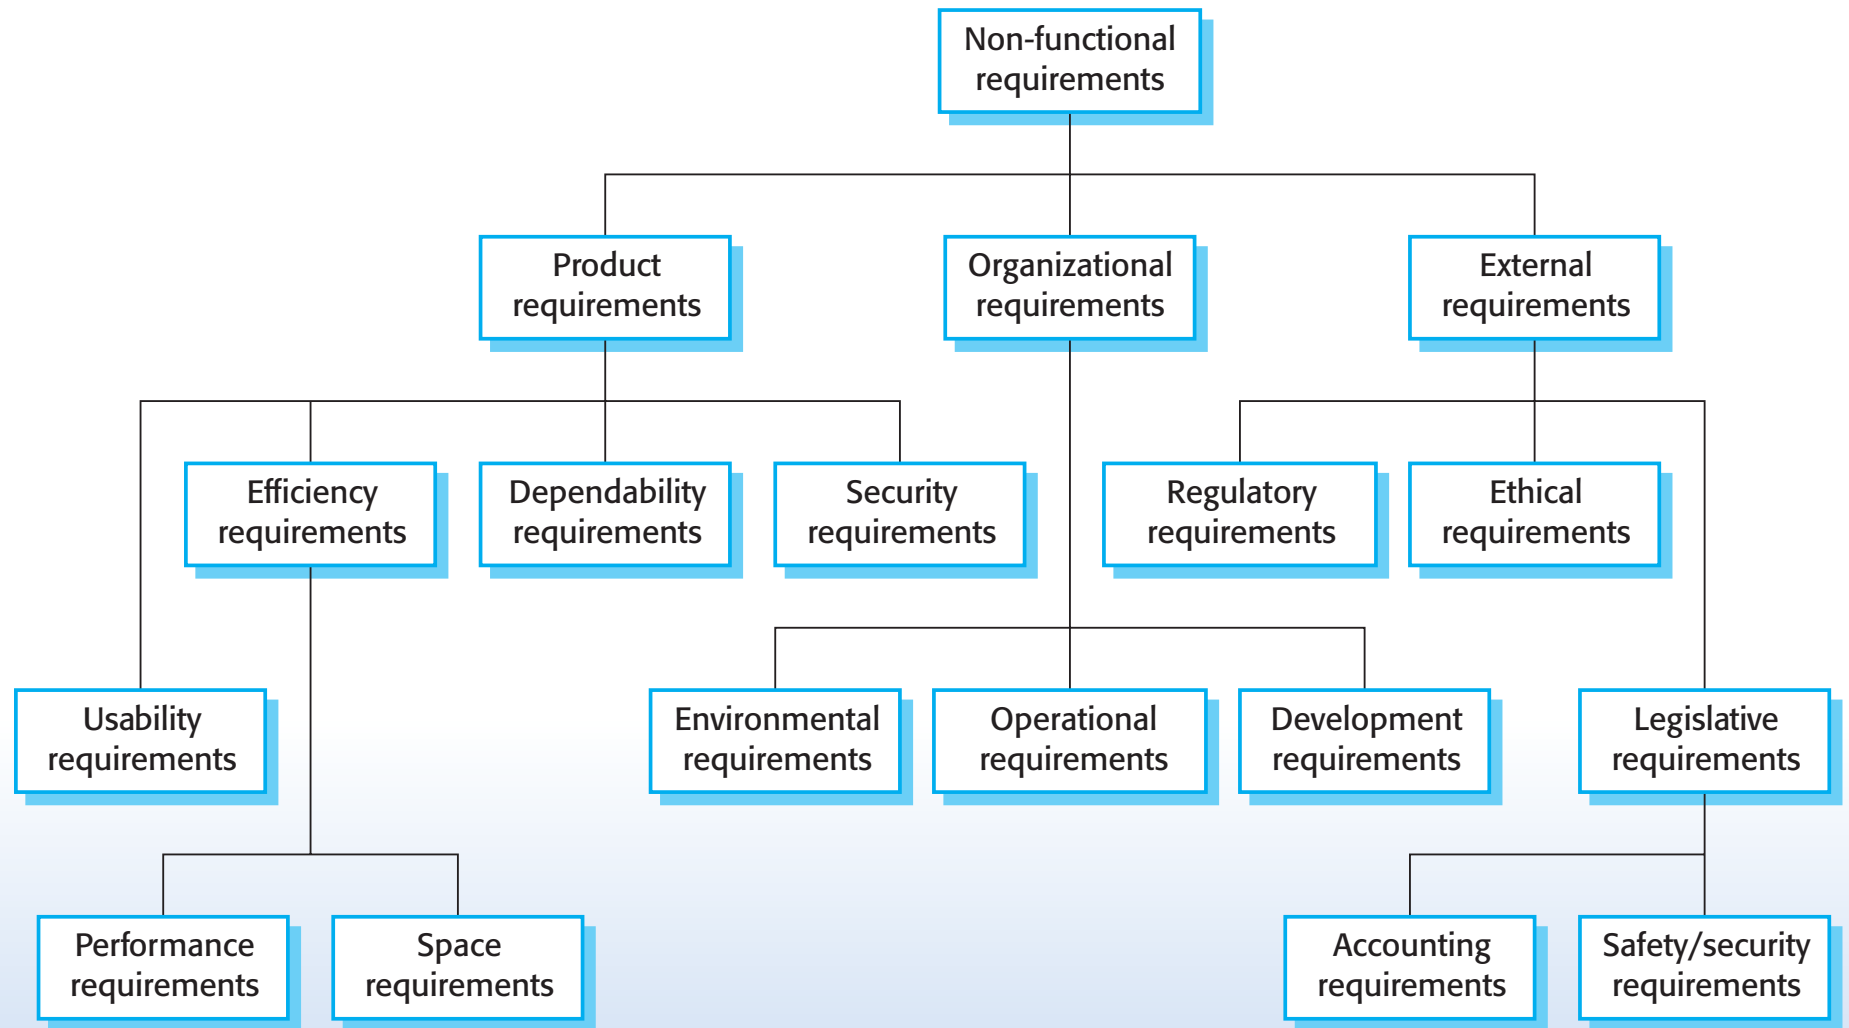 Non-functional
requirements
Product
requirements
Organizational
requirements
External
requirements
Efficiency
requirements
Dependability
requirements
Security
requirements
Regulatory
requirements
Ethical
requirements
Usability
requirements
Environmental
requirements
Operational
requirements
Development
requirements
Legislative
requirements
Performance
requirements
Space
requirements
Accounting
requirements
Safety/security
requirements